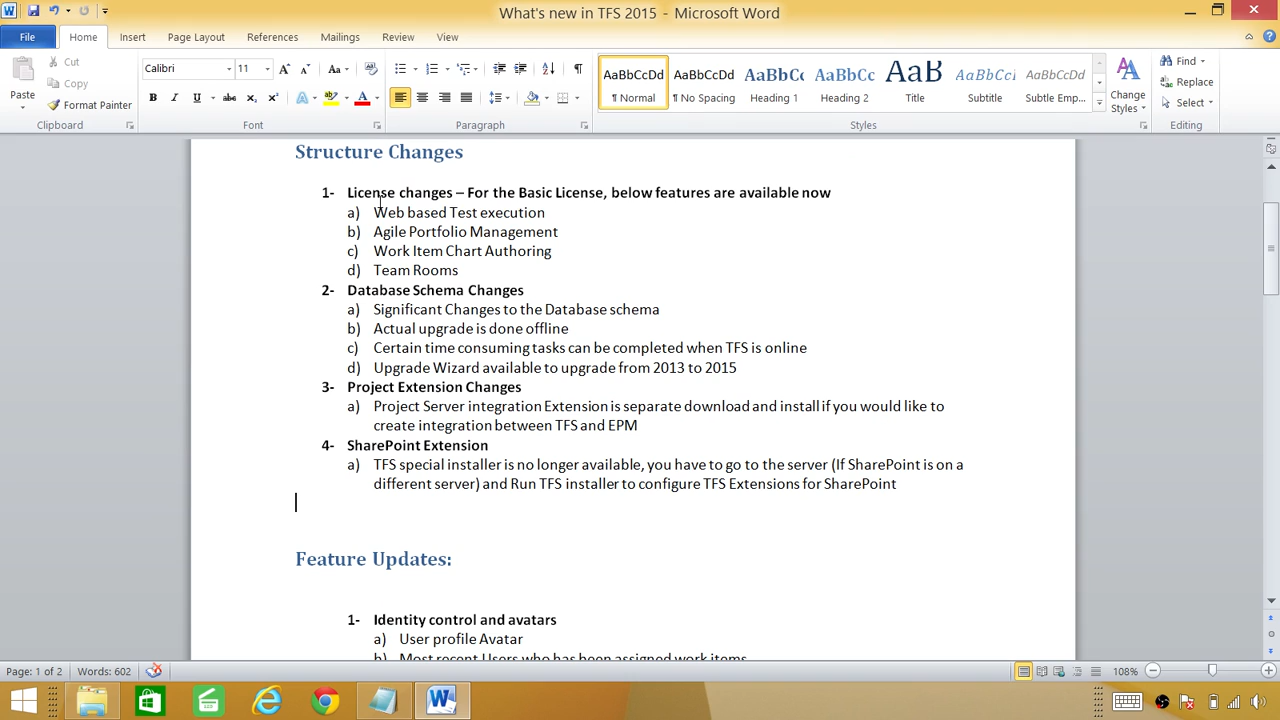 What's new in TFS 2015 - Microsoft Word
File Home Insert Page Layout References Mailings Review View
Paste Cut Copy Format Painter Clipboard
Calibri 11 Font
Paragraph
AaBbCcDd ¶ Normal AaBbCcDd ¶ No Spacing AaBbCc Heading 1 AaBbCc Heading 2 AaB Title AaBbCcI Subtitle AaBbCcDd Subtle Emp... Change Styles Styles
Find Replace Select Editing
Structure Changes
1- License changes – For the Basic License, below features are available now
a) Web based Test execution
b) Agile Portfolio Management
c) Work Item Chart Authoring
d) Team Rooms
2- Database Schema Changes
a) Significant Changes to the Database schema
b) Actual upgrade is done offline
c) Certain time consuming tasks can be completed when TFS is online
d) Upgrade Wizard available to upgrade from 2013 to 2015
3- Project Extension Changes
a) Project Server integration Extension is separate download and install if you would like to
create integration between TFS and EPM
4- SharePoint Extension
a) TFS special installer is no longer available, you have to go to the server (If SharePoint is on a
different server) and Run TFS installer to configure TFS Extensions for SharePoint
Feature Updates:
1- Identity control and avatars
a) User profile Avatar
b) Most recent Users who has been assigned work items
Page: 1 of 2 Words: 602 108%